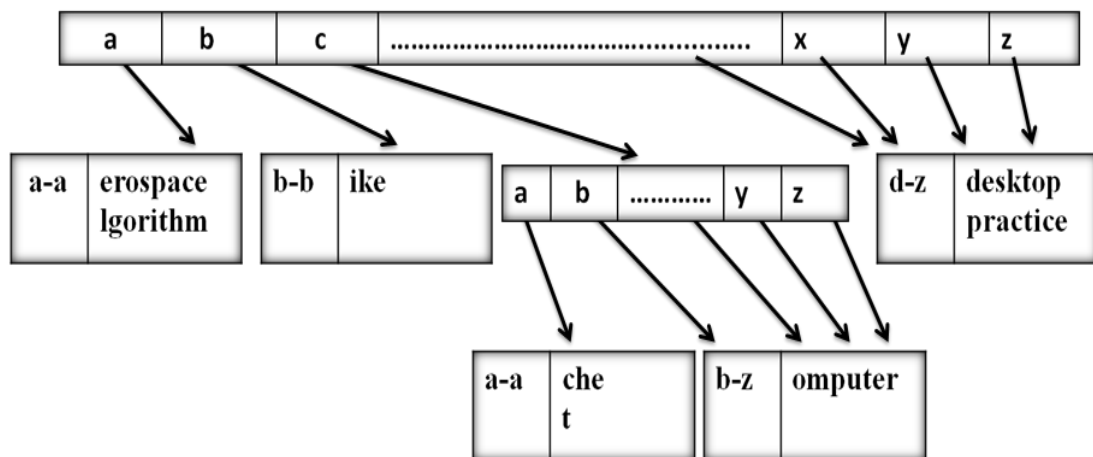 a b c ................................................ x y z
a-a erospace
lgorithm
b-b ike
a b ............ y z
d-z desktop
practice
a-a che
t
b-z omputer